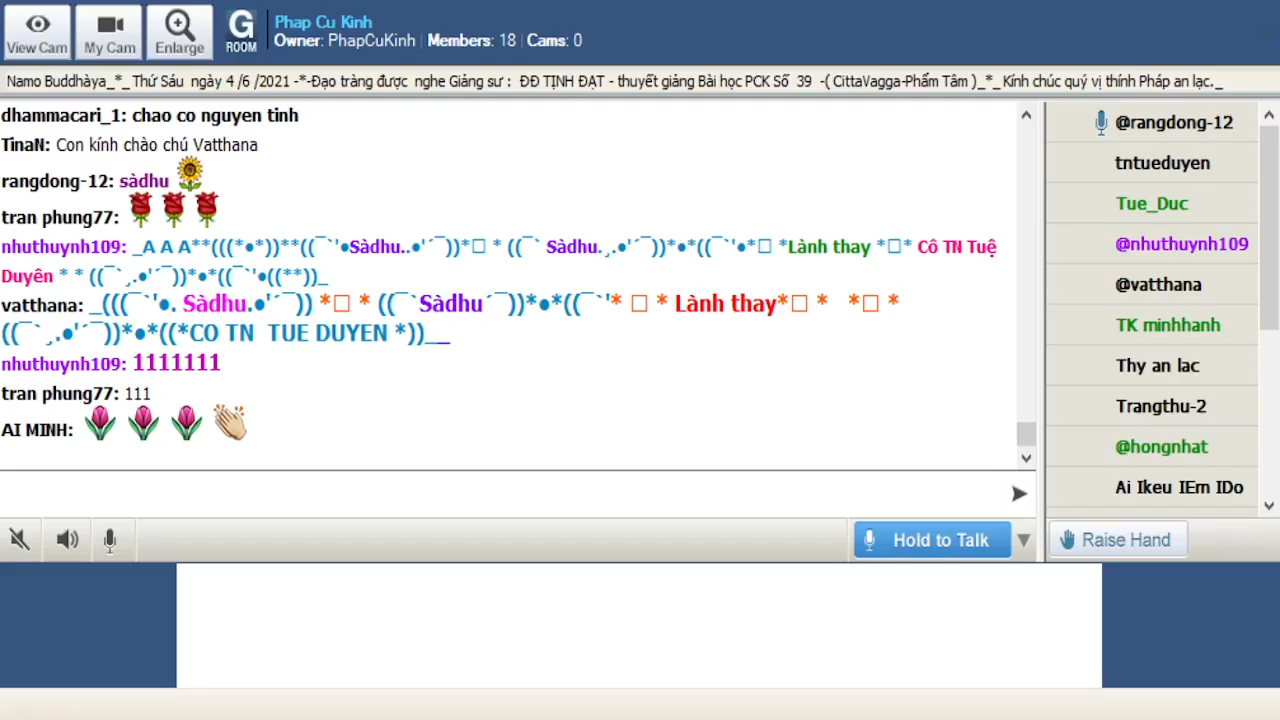 View Cam
My Cam
Enlarge
G
ROOM
Phap Cu Kinh
Owner: PhapCuKinh | Members: 18 | Cams: 0
Namo Buddhàya_*_Thứ Sáu ngày 4 /6 /2021 -*-Đạo tràng được nghe Giảng sư : ĐĐ TỊNH ĐẠT - thuyết giảng Bài học PCK Số 39 -( CittaVagga-Phẩm Tâm )_*_Kính chúc quý vị thính Pháp an lạc._
dhammacari_1: chao co nguyen tinh
TinaN: Con kính chào chú Vatthana
rangdong-12: sàdhu
tran phung77:
nhuthuynh109: _A A A**(((*●*))**((¯`'●Sàdhu..●'´¯))*□ * ((¯` Sàdhu.¸.●'´¯))*●*((¯`'●*□ *Lành thay *□* Cô TN Tuệ
Duyên * * ((¯`¸.●'´¯))*●*((¯`'●((**))_
vatthana: _(((¯`'●. Sàdhu.●'´¯)) *□ * ((¯`Sàdhu´¯))*●*((¯`'* □ * Lành thay*□ * *□ *
((¯`¸.●'´¯))*●*((*CO TN TUE DUYEN *))__
nhuthuynh109: 1111111
tran phung77: 111
AI MINH:
Hold to Talk
@rangdong-12
tntueduyen
Tue_Duc
@nhuthuynh109
@vatthana
TK minhhanh
Thy an lac
Trangthu-2
@hongnhat
Ai Ikeu IEm IDo
Raise Hand